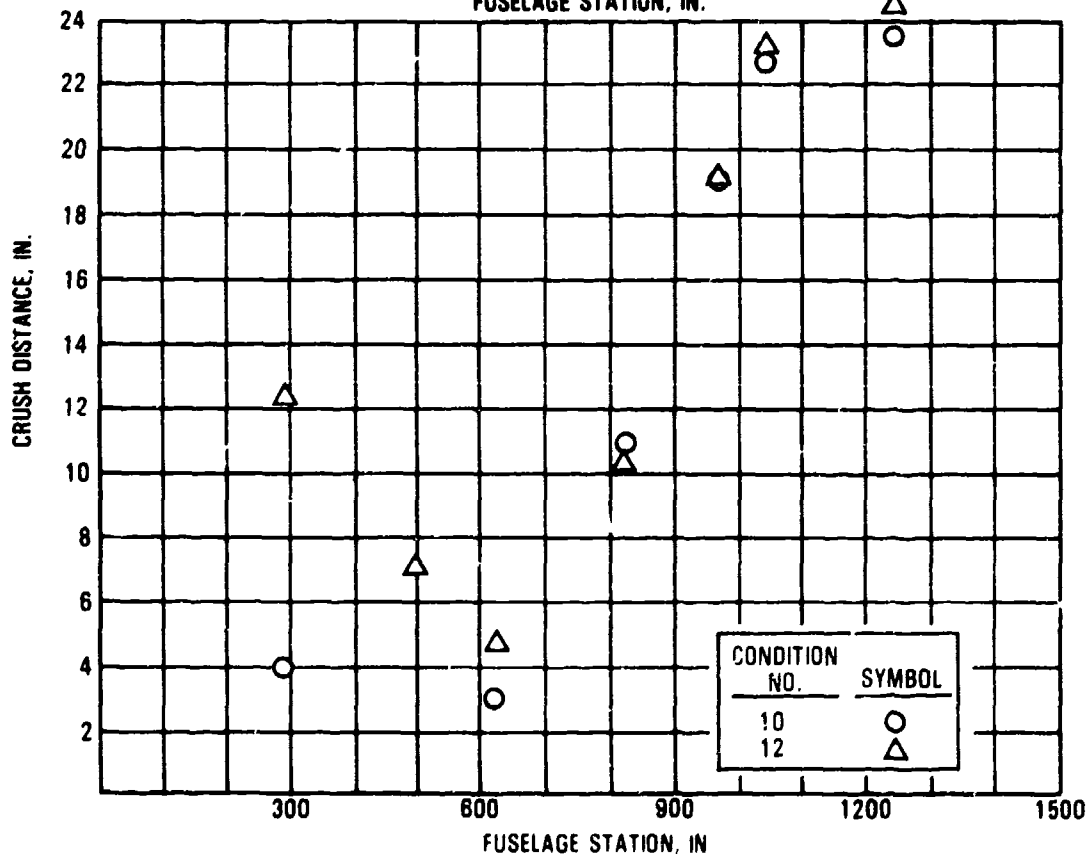 FUSELAGE STATION, IN.
24
22
20
18
16
14
12
10
8
6
4
2
CRUSH DISTANCE, IN.
CONDITION
NO. SYMBOL
10
12
300 600 900 1200 1500
FUSELAGE STATION, IN